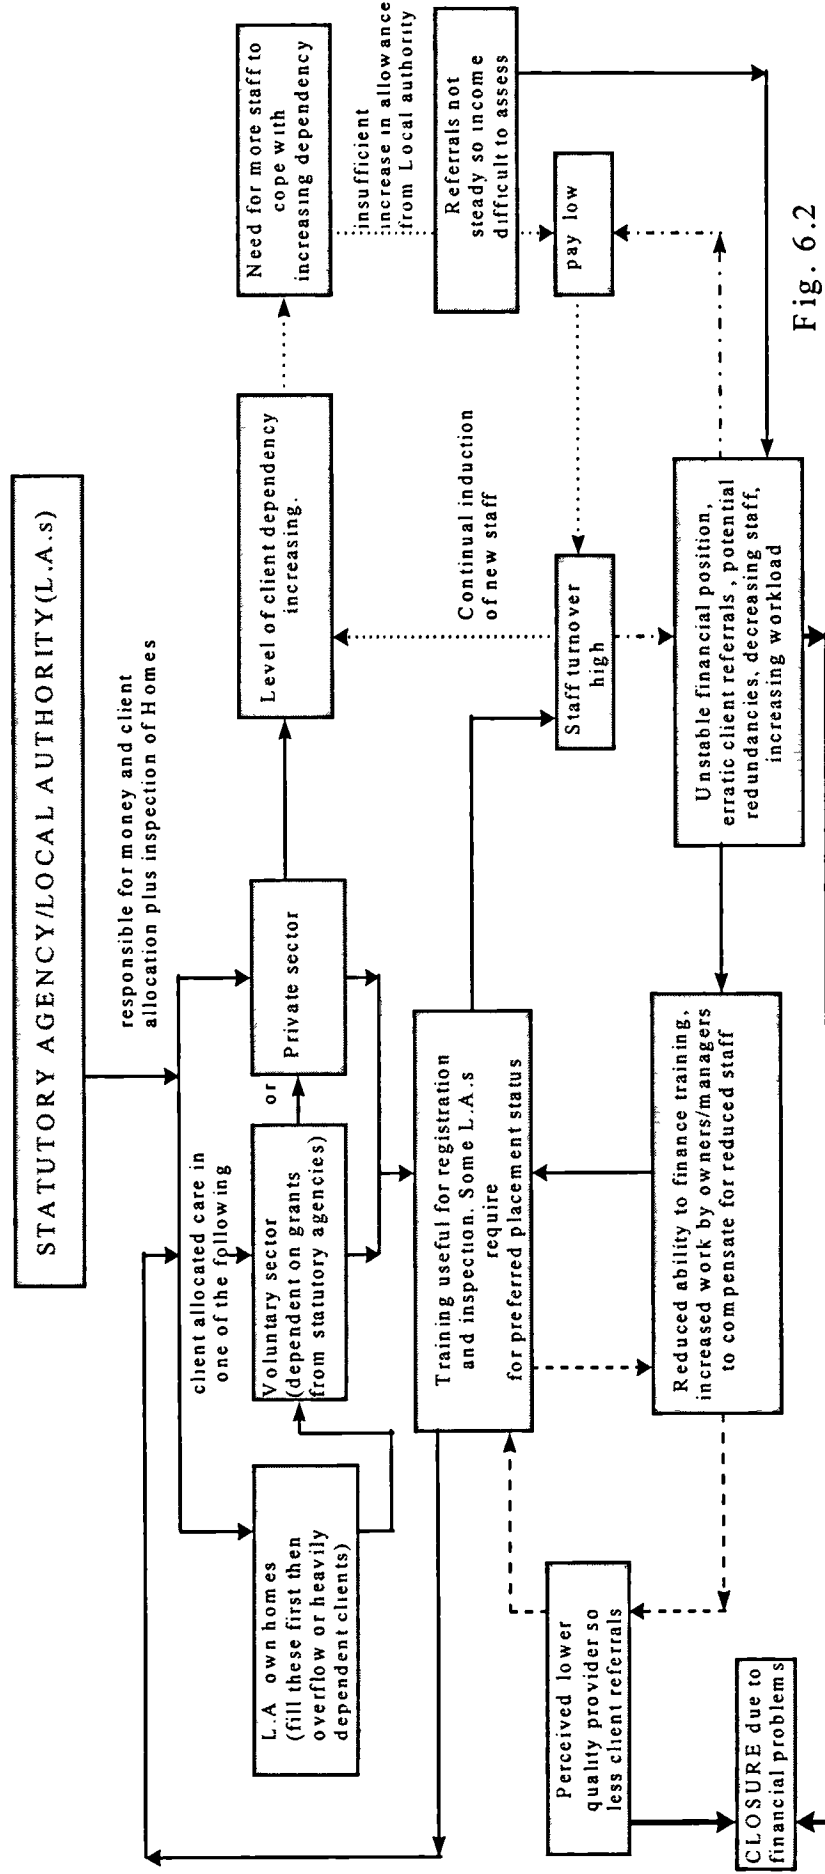 STATUTORY AGENCY/LOCAL AUTHORITY(L.A.s)
responsible for money and client
allocation plus inspection of Homes
client allocated care in
one of the following
L.A own homes
(fill these first then
overflow or heavily
dependent clients)
Voluntary sector
(dependent on grants
from statutory agencies)
or
Private sector
Level of client dependency
increasing.
Need for more staff to
cope with
increasing dependency
insufficient
increase in allowance
from Local authority
Referrals not
steady so income
difficult to assess
Training useful for registration
and inspection. Some L.A.s
require
for preferred placement status
Continual induction
of new staff
pay low
Staff turnover
high
Perceived lower
quality provider so
less client referrals
Reduced ability to finance training,
increased work by owners/managers
to compensate for reduced staff
Unstable financial position,
erratic client referrals, potential
redundancies, decreasing staff,
increasing workload
CLOSURE due to
financial problems
Fig. 6.2